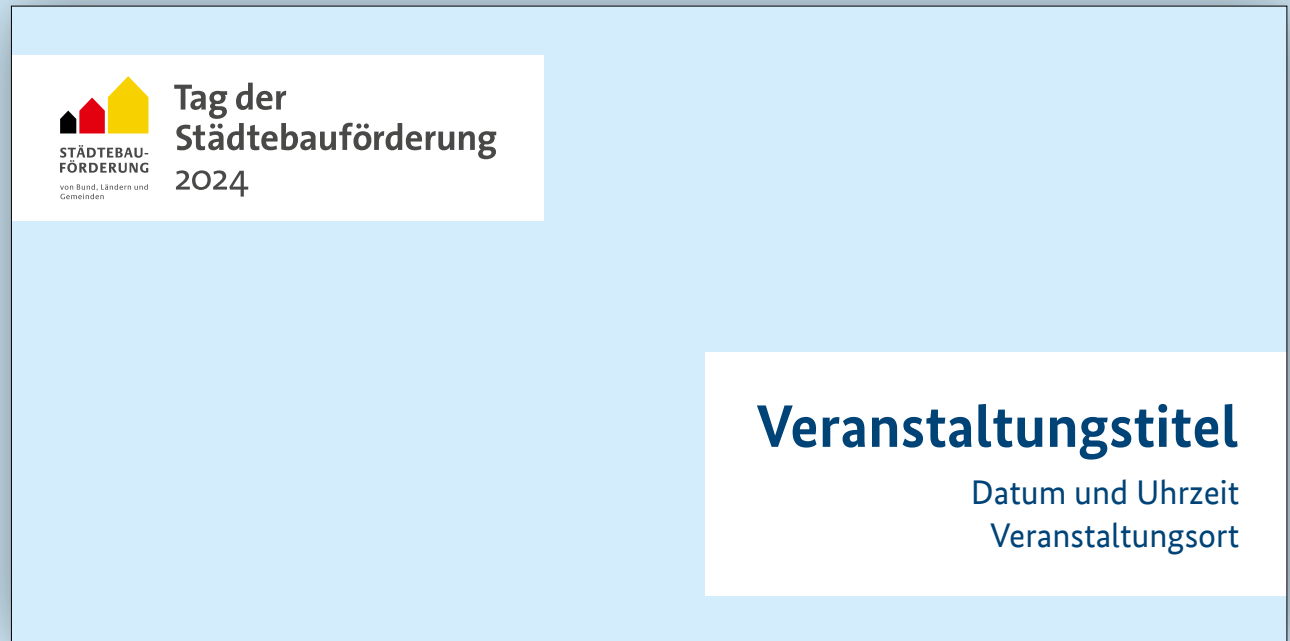 Tag der
Städtebauförderung
2024
STÄDTEBAU-
FÖRDERUNG
von Bund, Ländern und
Gemeinden
Veranstaltungstitel
Datum und Uhrzeit
Veranstaltungsort